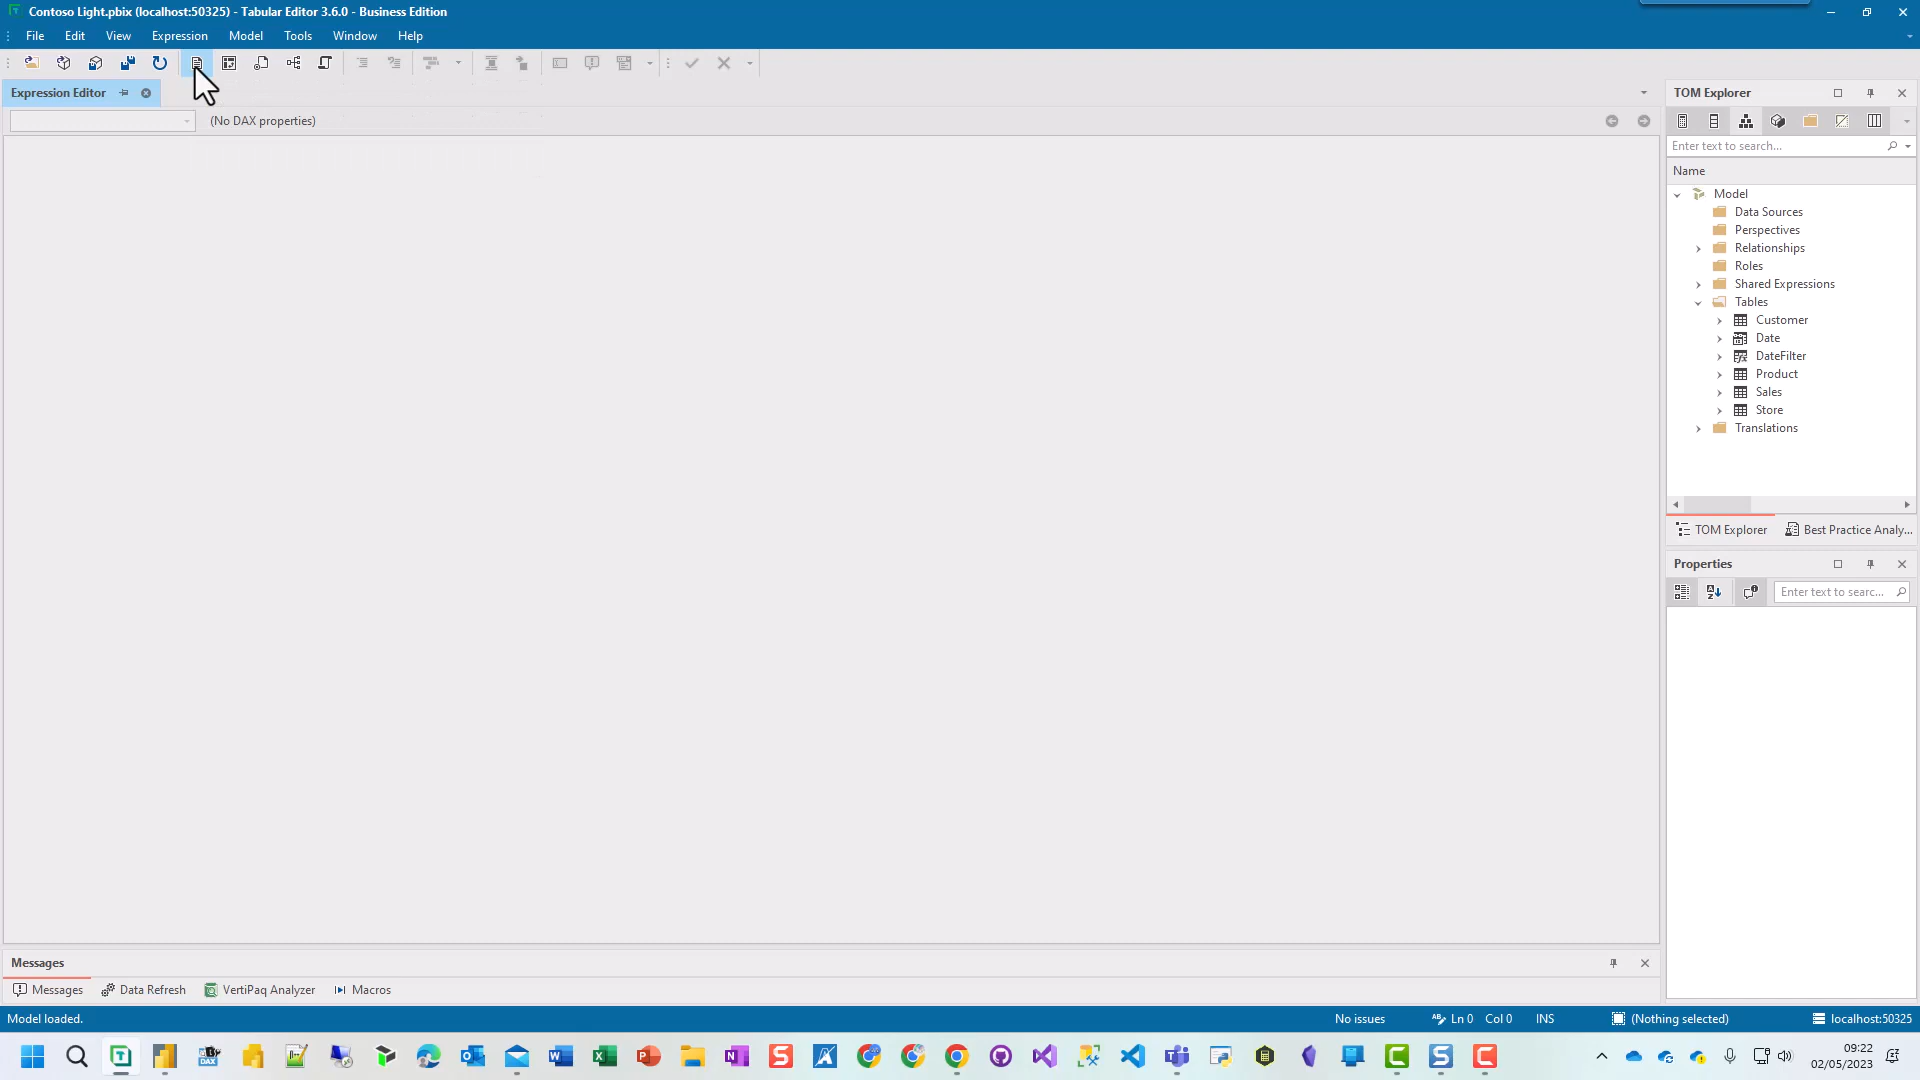 Contoso Light.pbix (localhost:50325) - Tabular Editor 3.6.0 - Business Edition
File Edit View Expression Model Tools Window Help
Expression Editor
(No DAX properties)
TOM Explorer
Enter text to search...
Name
Model
Data Sources
Perspectives
Relationships
Roles
Shared Expressions
Tables
Customer
Date
DateFilter
Product
Sales
Store
Translations
TOM Explorer Best Practice Analy...
Properties
Enter text to searc...
Messages
Messages Data Refresh VertiPaq Analyzer Macros
Model loaded. No issues Ln 0 Col 0 INS (Nothing selected) localhost:50325
09:22
02/05/2023